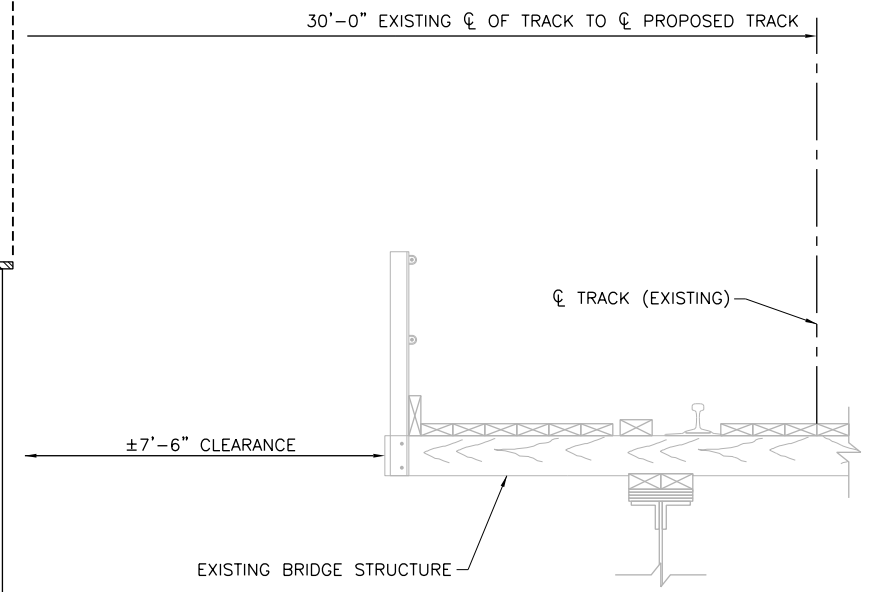 30'-0" EXISTING ℄ OF TRACK TO ℄ PROPOSED TRACK
℄ TRACK (EXISTING)
±7'-6" CLEARANCE
EXISTING BRIDGE STRUCTURE